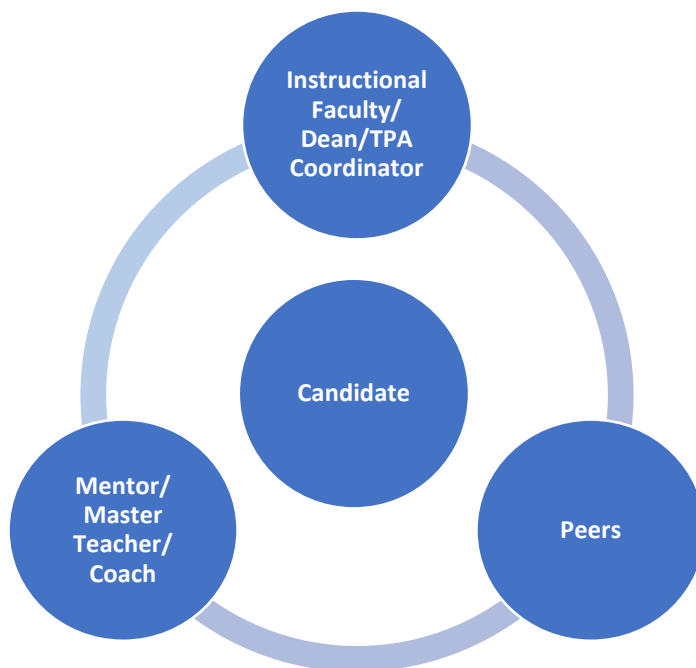 Instructional
Faculty/
Dean/TPA
Coordinator
Candidate
Mentor/
Master
Teacher/
Coach
Peers